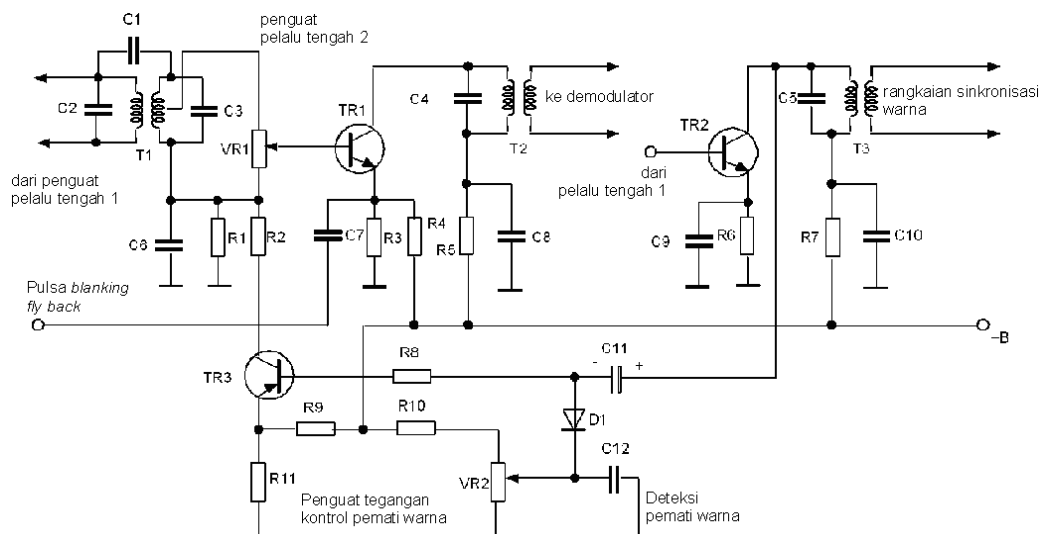 C1
penguat
pelalu tengah 2
C2
C3
T1
VR1
TR1
C4
ke demodulator
T2
TR2
C5
rangkaian sinkronisasi
warna
T3
dari penguat
pelalu tengah 1
dari
pelalu tengah 1
C6
R1
R2
C7
R3
R4
R5
C8
C9
R6
R7
C10
Pulsa blanking
fly back
–B
TR3
R8
C11
- +
R9
R10
D1
C12
R11
VR2
Penguat tegangan
kontrol pemati warna
Deteksi
pemati warna